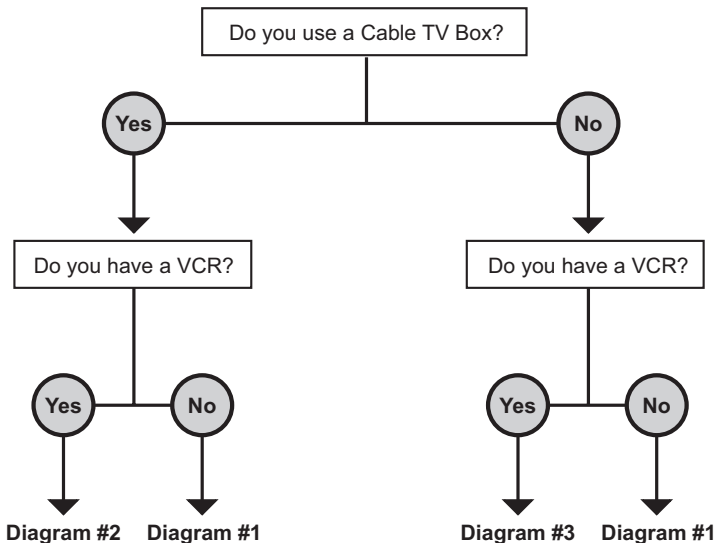 Do you use a Cable TV Box?
Yes
No
Do you have a VCR?
Do you have a VCR?
Yes
No
Yes
No
Diagram #2
Diagram #1
Diagram #3
Diagram #1